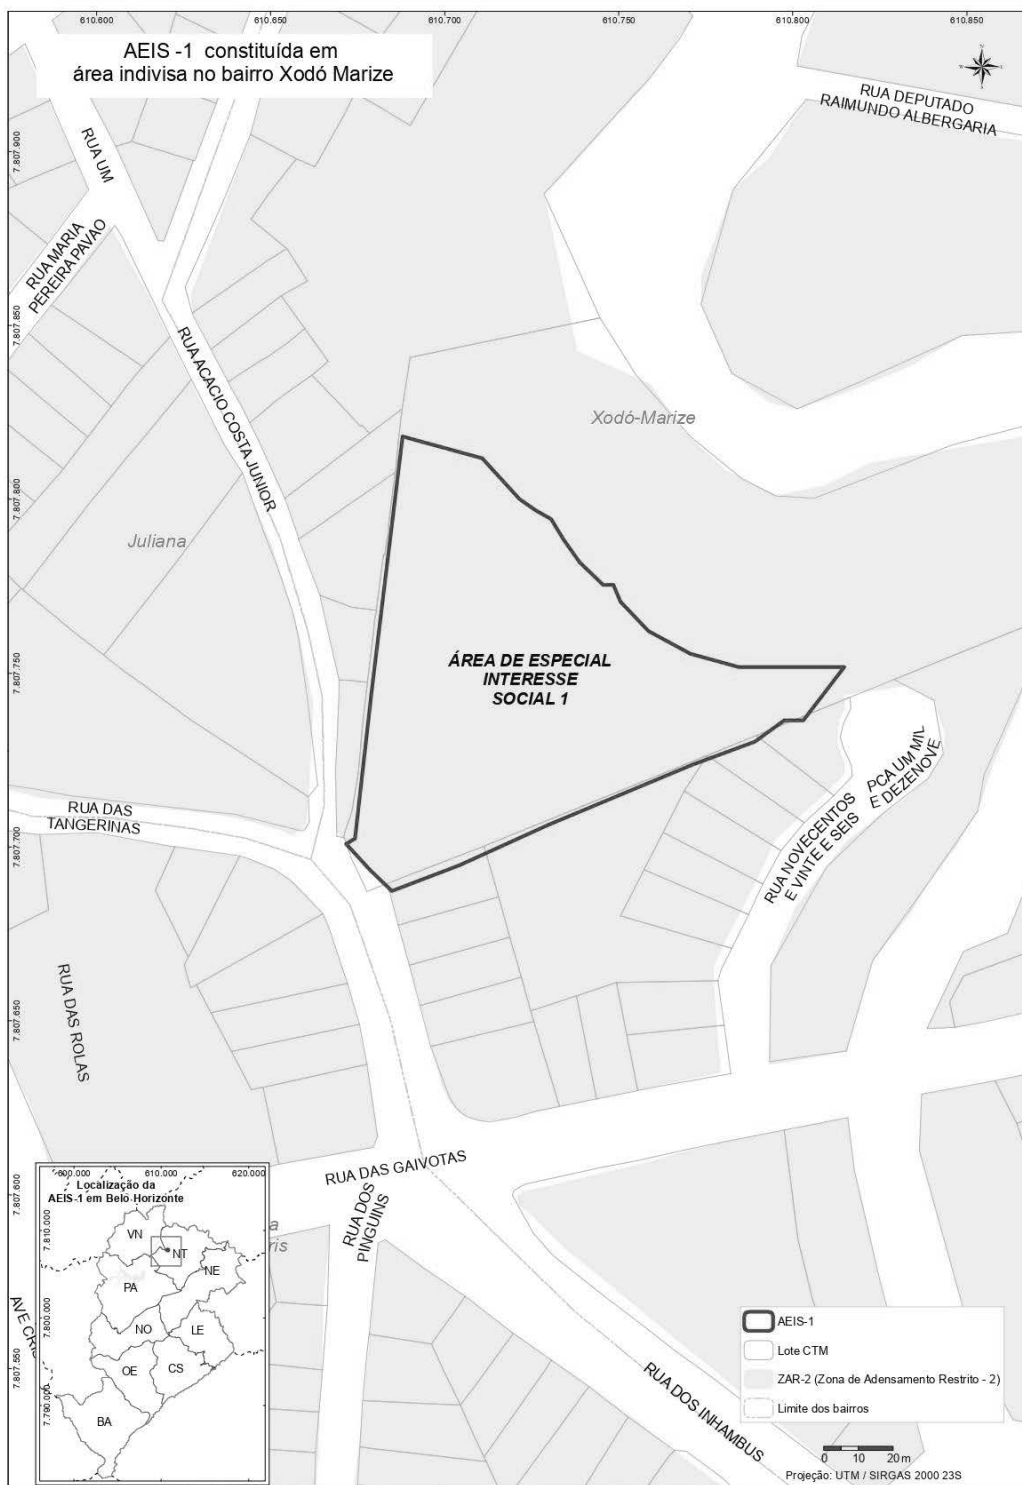 610.600
610.650
610.700
610.750
610.800
610.850
AEIS -1 constituída em
área indivisa no bairro Xodó Marize
RUA DEPUTADO
RAIMUNDO ALBERGARIA
7.807.900
RUA UM
RUA MARIA
PEREIRA PAVAO
7.807.850
RUA ACACIO COSTA JUNIOR
Xodó-Marize
7.807.800
Juliana
ÁREA DE ESPECIAL
INTERESSE
SOCIAL 1
7.807.750
PCA UM MIL
E DEZENOVE
RUA NOVECENTOS
E VINTE E SEIS
RUA DAS
TANGERINAS
7.807.700
RUA DAS ROLAS
7.807.650
RUA DAS GAIVOTAS
RUA DOS
PINGUINS
7.807.600
600.000
610.000
620.000
Localização da
AEIS-1 em Belo Horizonte
7.810.000
7.800.000
7.790.000
VN
NT
NE
PA
NO
LE
OE
CS
BA
AVE CRIS
7.807.550
RUA DOS INHAMBUS
AEIS-1
Lote CTM
ZAR-2 (Zona de Adensamento Restrito - 2)
Limite dos bairros
0 10 20 m
Projeção: UTM / SIRGAS 2000 23S